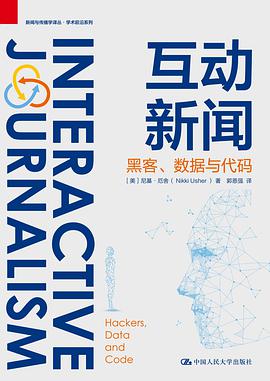 新闻与传播学译丛·学术前沿系列
INTERACTIVE
JOURNALISM
互动
新闻
黑客、数据与代码
[美] 尼基·厄舍 ( Nikki Usher ) 著 郭恩强 译
Hackers,
Data
and
Code
中国人民大学出版社